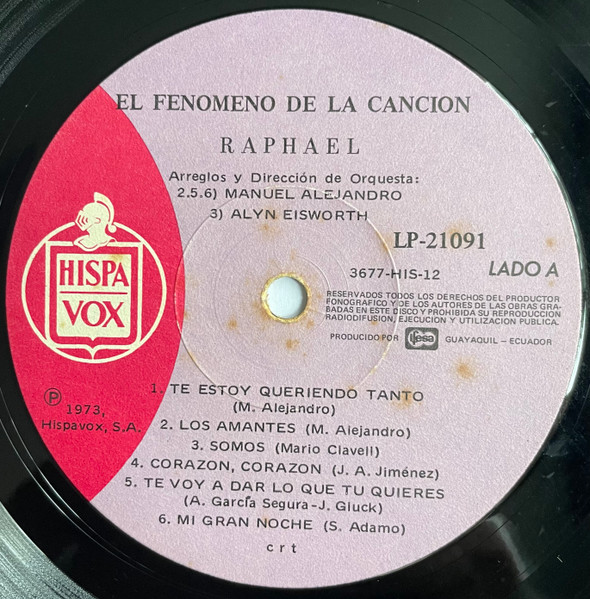 EL FENOMENO DE LA CANCION
RAPHAEL
Arreglos y Dirección de Orquesta:
2.5.6) MANUEL ALEJANDRO
3) ALYN EISWORTH
LP-21091
3677-HIS-12 LADO A
HISPA
VOX
RESERVADOS TODOS LOS DERECHOS DEL PRODUCTOR
FONOGRAFICO Y DE LOS AUTORES DE LAS OBRAS GRA-
BADAS EN ESTE DISCO Y PROHIBIDA SU REPRODUCCION
RADIODIFUSION, EJECUCION Y UTILIZACION PUBLICA.
PRODUCIDO POR ifesa GUAYAQUIL – ECUADOR
℗ 1973,
Hispavox, S.A.
1. TE ESTOY QUERIENDO TANTO
(M. Alejandro)
2. LOS AMANTES (M. Alejandro)
3. SOMOS (Mario Clavell)
4. CORAZON, CORAZON (J. A. Jiménez)
5. TE VOY A DAR LO QUE TU QUIERES
(A. García Segura-J. Gluck)
6. MI GRAN NOCHE (S. Adamo)
c r t